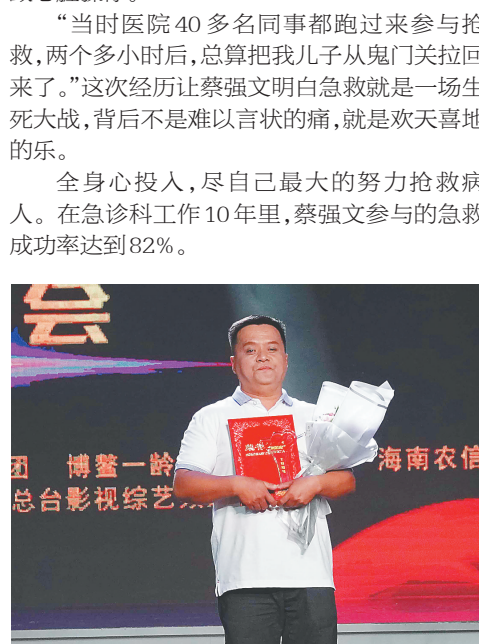 “当时医院40多名同事都跑过来参与抢
救,两个多小时后,总算把我儿子从鬼门关拉回
来了。”这次经历让蔡强文明白急救就是一场生
死大战,背后不是难以言状的痛,就是欢天喜地
的乐。
全身心投入,尽自己最大的努力抢救病
人。在急诊科工作10年里,蔡强文参与的急救
成功率达到82%。
会
团 博鳌一龄 海南农信
总台影视综艺